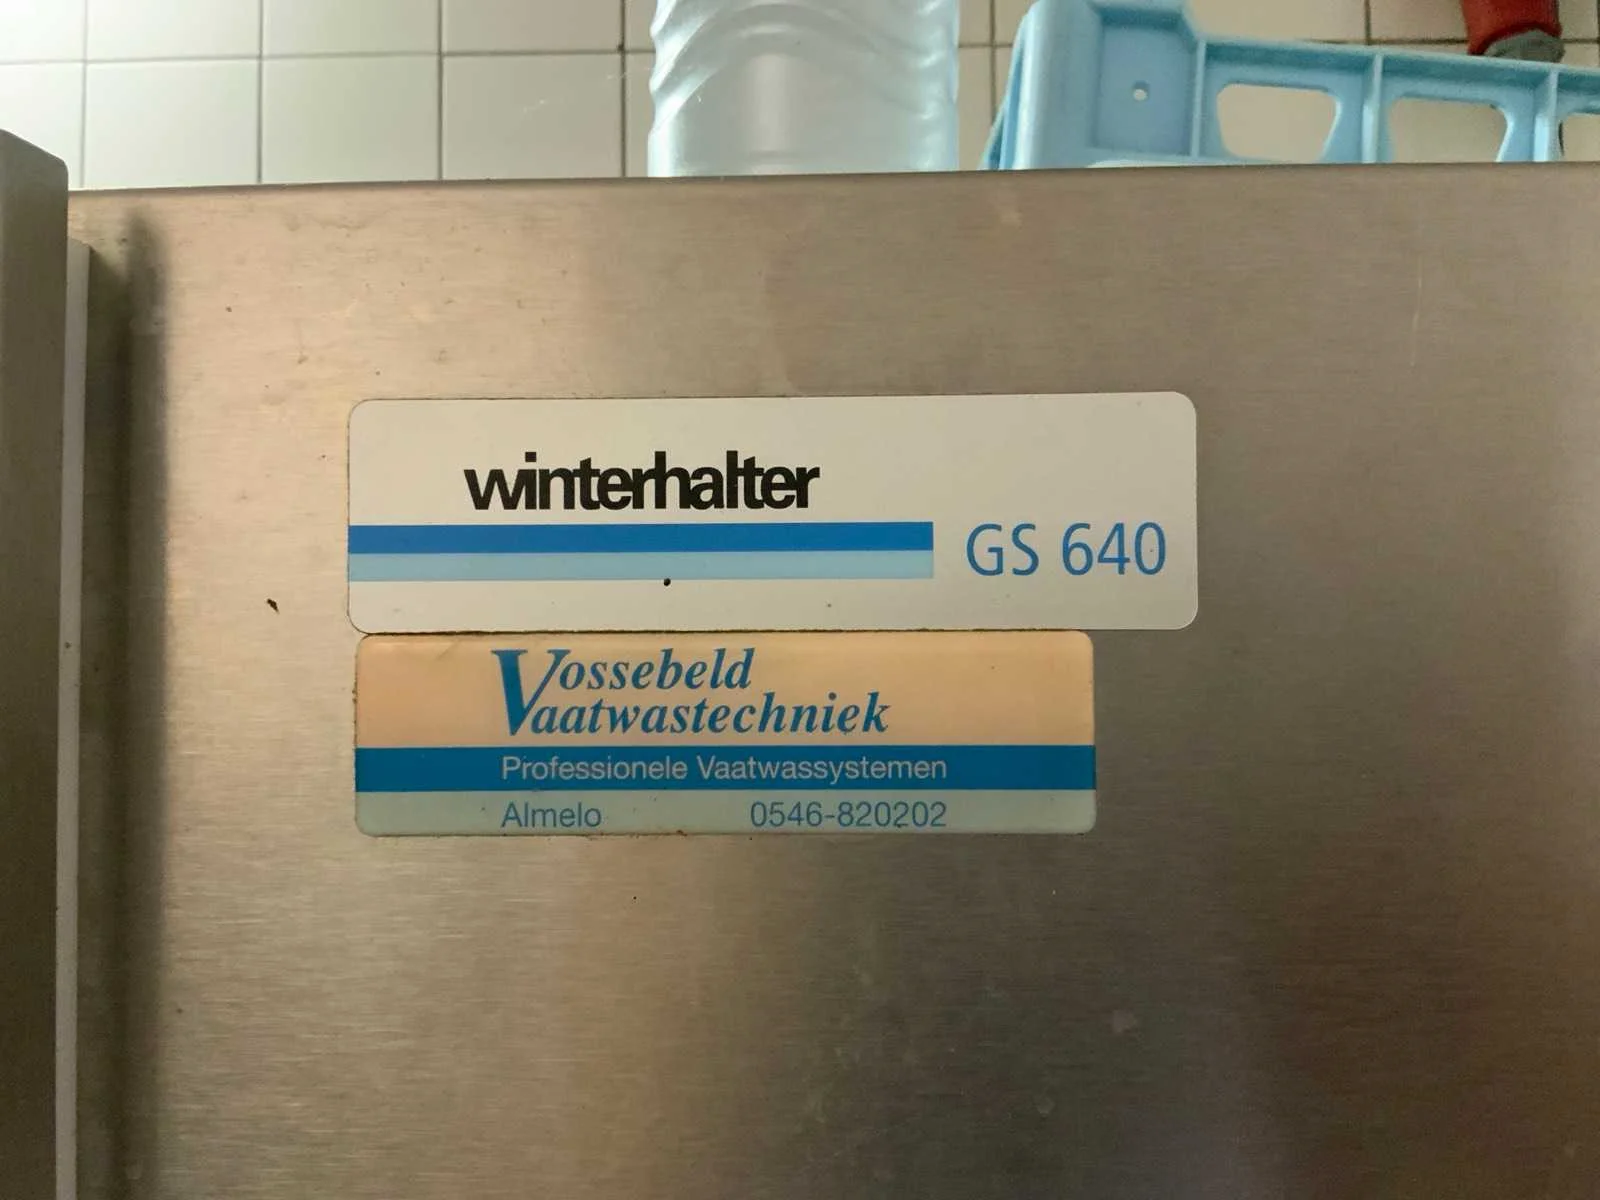 winterhalter
GS 640
Vossebeld
Vaatwastechniek
Professionele Vaatwassystemen
Almelo 0546-820202